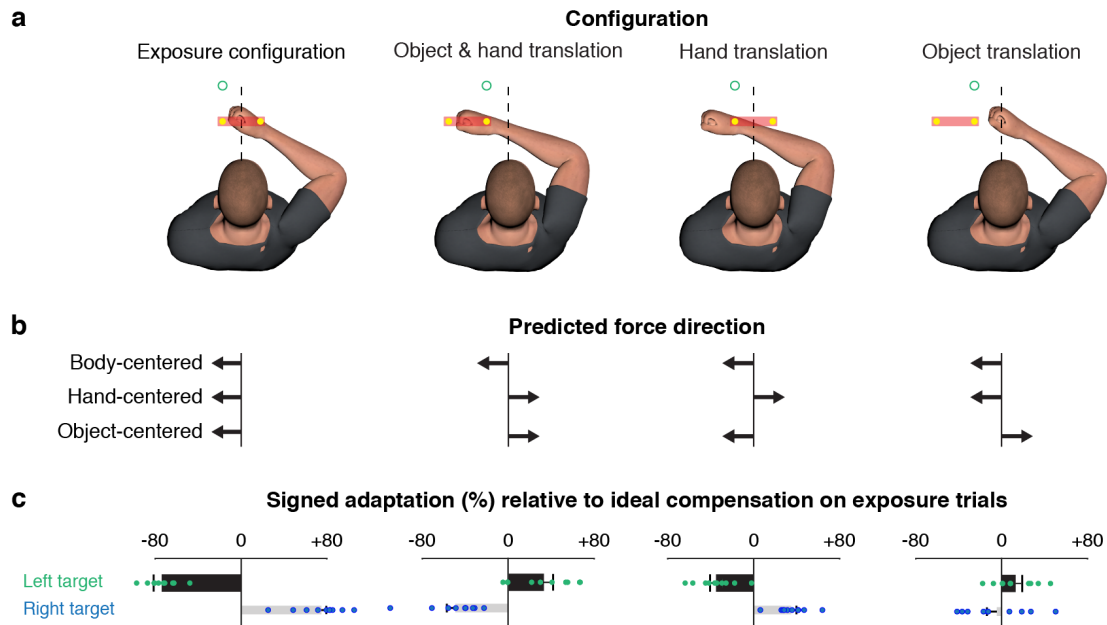 a
Configuration
Exposure configuration
Object & hand translation
Hand translation
Object translation
b
Predicted force direction
Body-centered
Hand-centered
Object-centered
c
Signed adaptation (%) relative to ideal compensation on exposure trials
-80 0 +80 -80 0 +80 -80 0 +80 -80 0 +80
Left target
Right target